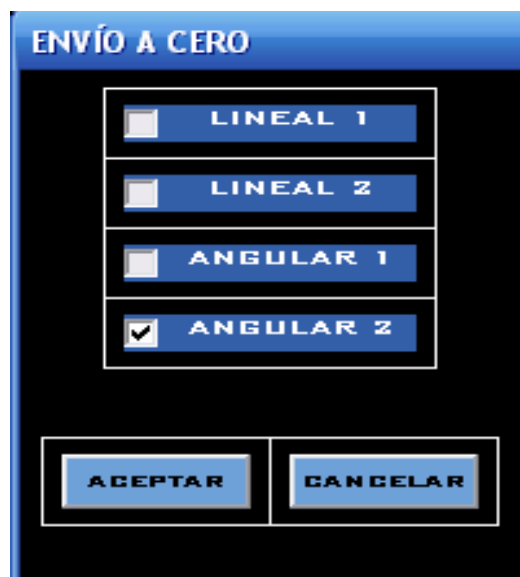 ENVÍO A CERO
LINEAL 1
LINEAL 2
ANGULAR 1
ANGULAR 2
ACEPTAR
CANCELAR